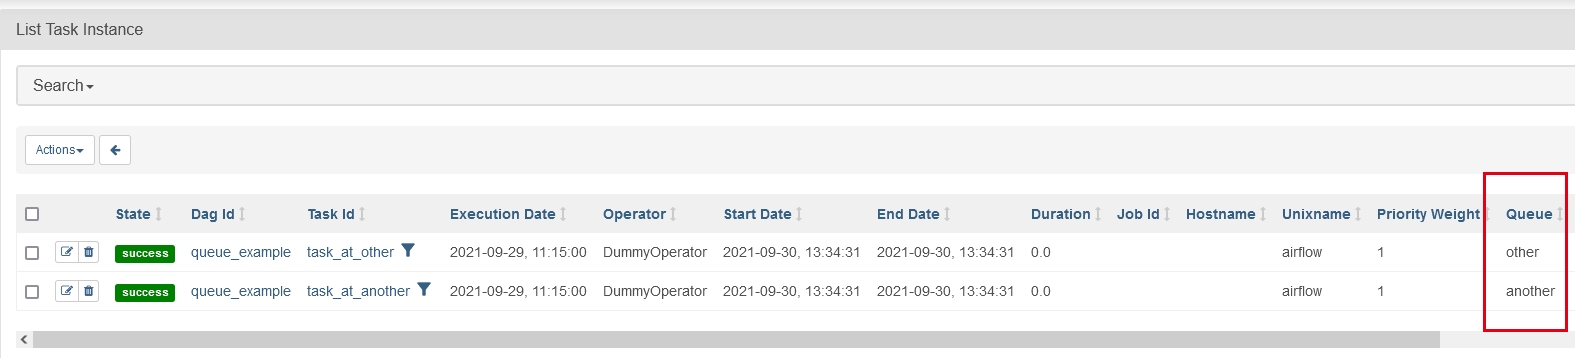 List Task Instance
Search
Actions
State Dag Id Task Id Execution Date Operator Start Date End Date Duration Job Id Hostname Unixname Priority Weight Queue
success queue_example task_at_other 2021-09-29, 11:15:00 DummyOperator 2021-09-30, 13:34:31 2021-09-30, 13:34:31 0.0 airflow 1 other
success queue_example task_at_another 2021-09-29, 11:15:00 DummyOperator 2021-09-30, 13:34:31 2021-09-30, 13:34:31 0.0 airflow 1 another